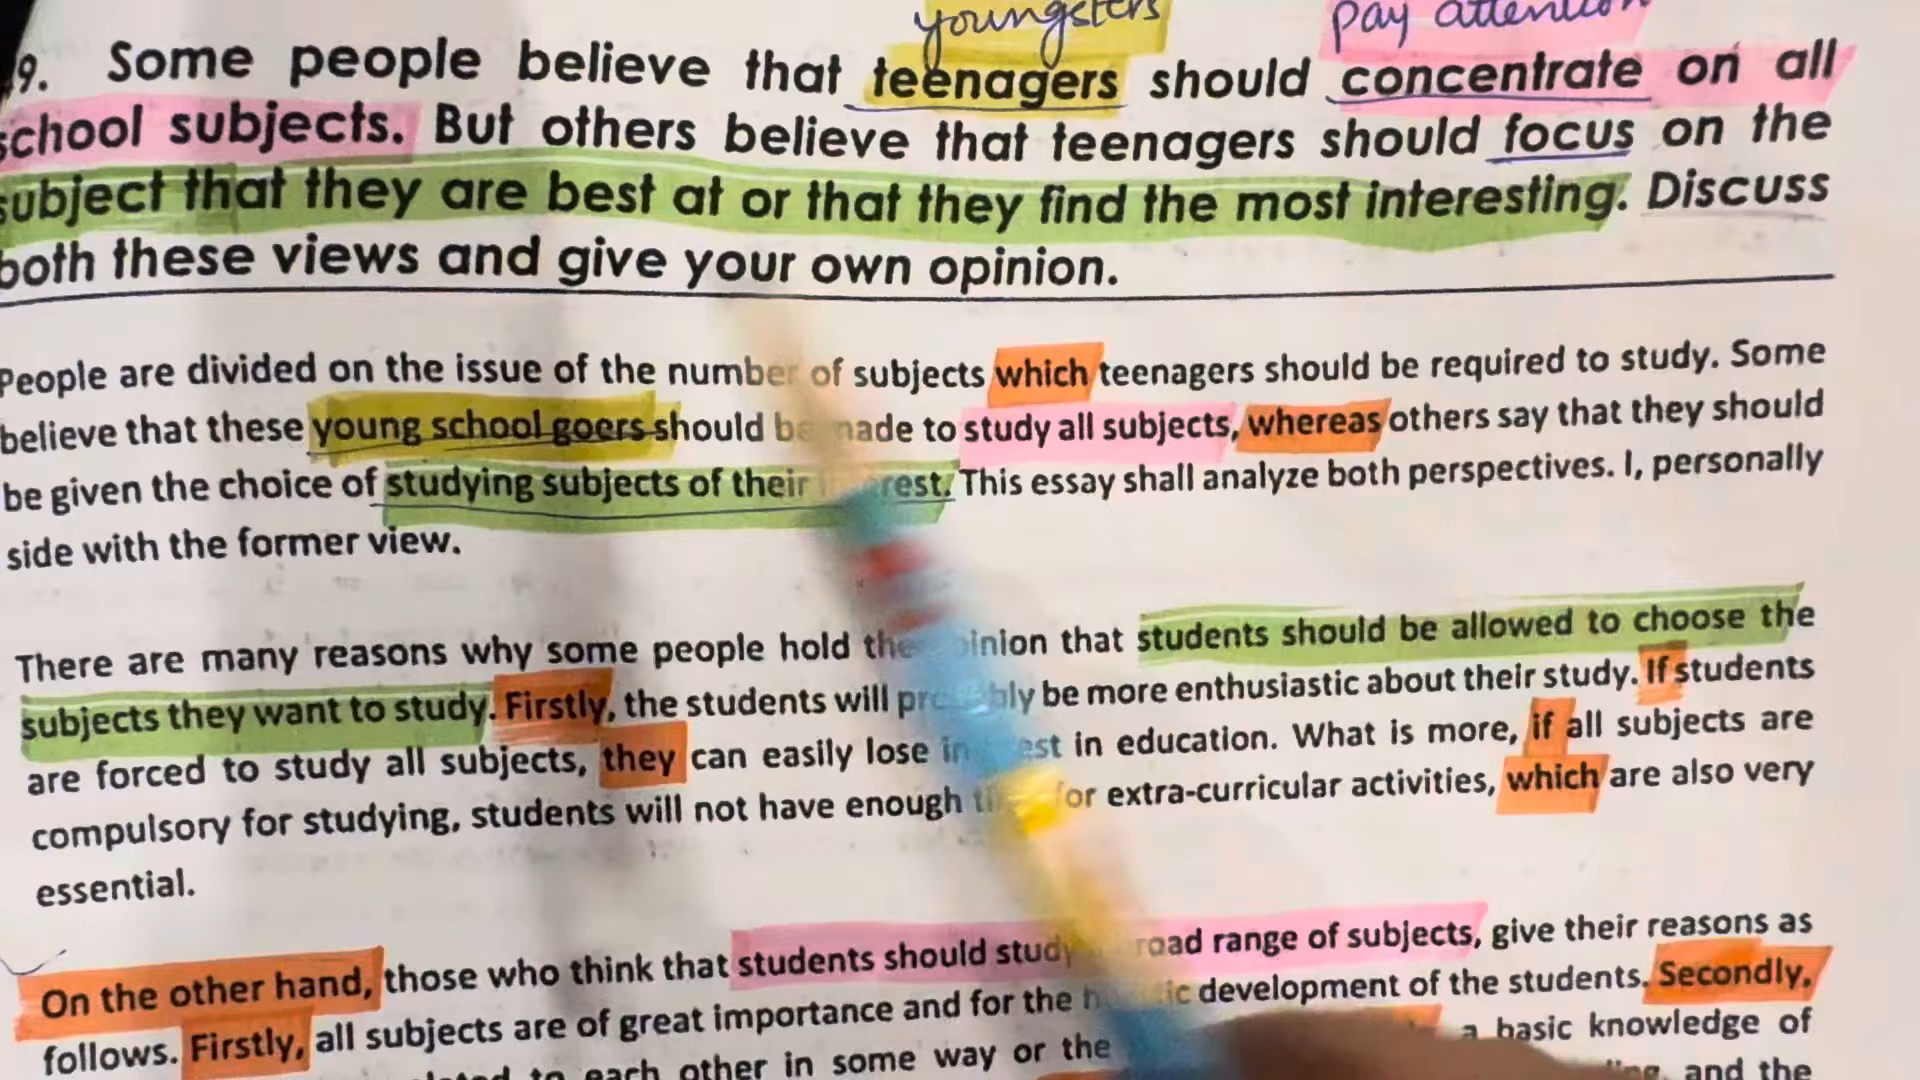 youngsters pay attention
9. Some people believe that teenagers should concentrate on all
school subjects. But others believe that teenagers should focus on the
subject that they are best at or that they find the most interesting. Discuss
both these views and give your own opinion.
People are divided on the issue of the number of subjects which teenagers should be required to study. Some
believe that these young school goers should be made to study all subjects, whereas others say that they should
be given the choice of studying subjects of their interest. This essay shall analyze both perspectives. I, personally
side with the former view.
There are many reasons why some people hold the opinion that students should be allowed to choose the
subjects they want to study. Firstly, the students will probably be more enthusiastic about their study. If students
are forced to study all subjects, they can easily lose interest in education. What is more, if all subjects are
compulsory for studying, students will not have enough time for extra-curricular activities, which are also very
essential.
On the other hand, those who think that students should study broad range of subjects, give their reasons as
follows. Firstly, all subjects are of great importance and for the holistic development of the students. Secondly,
a basic knowledge of
to each other in some way or the and the